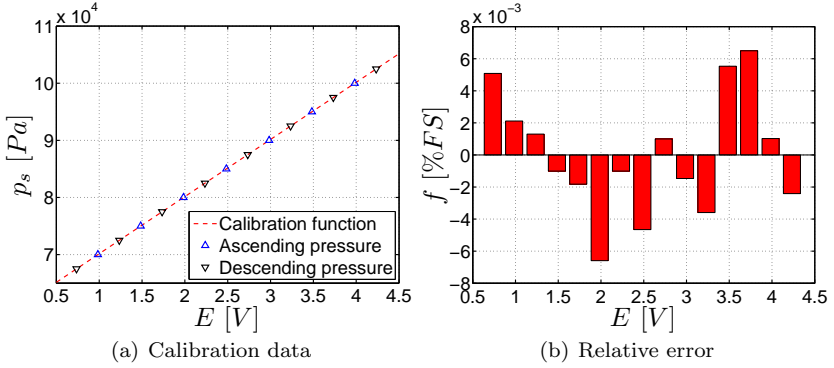 x 10⁴
11
10
9
8
7
0.5 1 1.5 2 2.5 3 3.5 4 4.5
p_s [Pa]
E [V]
Calibration function
Ascending pressure
Descending pressure
(a) Calibration data
x 10⁻³
8
6
4
2
0
−2
−4
−6
−8
0.5 1 1.5 2 2.5 3 3.5 4 4.5
f [%FS]
E [V]
(b) Relative error